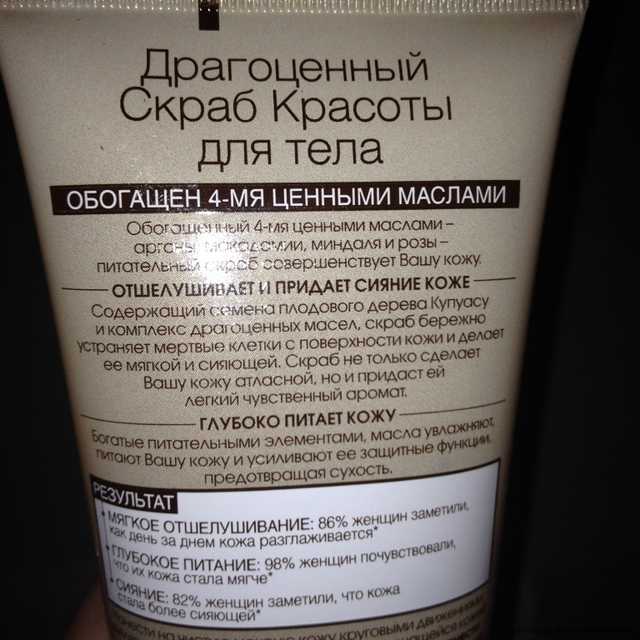 Драгоценный
Скраб Красоты
для тела
ОБОГАЩЕН 4-МЯ ЦЕННЫМИ МАСЛАМИ
Обогащенный 4-мя ценными маслами –
арганы, макадамии, миндаля и розы –
питательный скраб совершенствует Вашу кожу.
ОТШЕЛУШИВАЕТ И ПРИДАЕТ СИЯНИЕ КОЖЕ
Содержащий семена плодового дерева Купуасу
и комплекс драгоценных масел, скраб бережно
устраняет мертвые клетки с поверхности кожи и делает
ее мягкой и сияющей. Скраб не только сделает
Вашу кожу атласной, но и придаст ей
легкий чувственный аромат.
ГЛУБОКО ПИТАЕТ КОЖУ
Богатые питательными элементами, масла увлажняют,
питают Вашу кожу и усиливают ее защитные функции,
предотвращая сухость.
РЕЗУЛЬТАТ
• МЯГКОЕ ОТШЕЛУШИВАНИЕ: 86% женщин заметили,
как день за днем кожа разглаживается*
• ГЛУБОКОЕ ПИТАНИЕ: 98% женщин почувствовали,
что их кожа стала мягче*
• СИЯНИЕ: 82% женщин заметили, что кожа
стала более сияющей*
кожу круговыми движениями